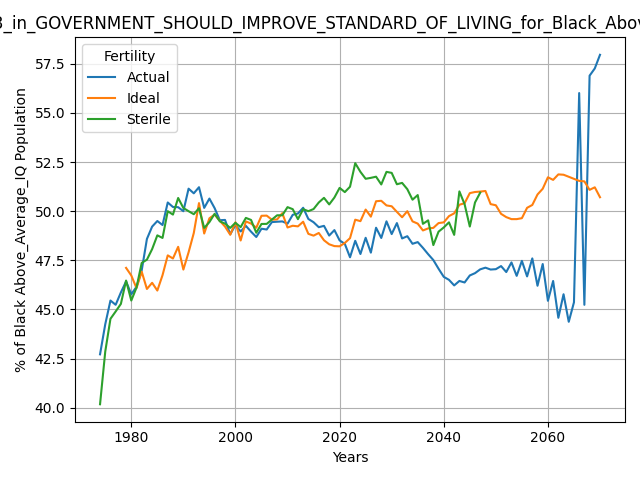 3_in_GOVERNMENT_SHOULD_IMPROVE_STANDARD_OF_LIVING_for_Black_Abov
Fertility
Actual
Ideal
Sterile
% of Black Above_Average_IQ Population
57.5
55.0
52.5
50.0
47.5
45.0
42.5
40.0
1980
2000
2020
2040
2060
Years